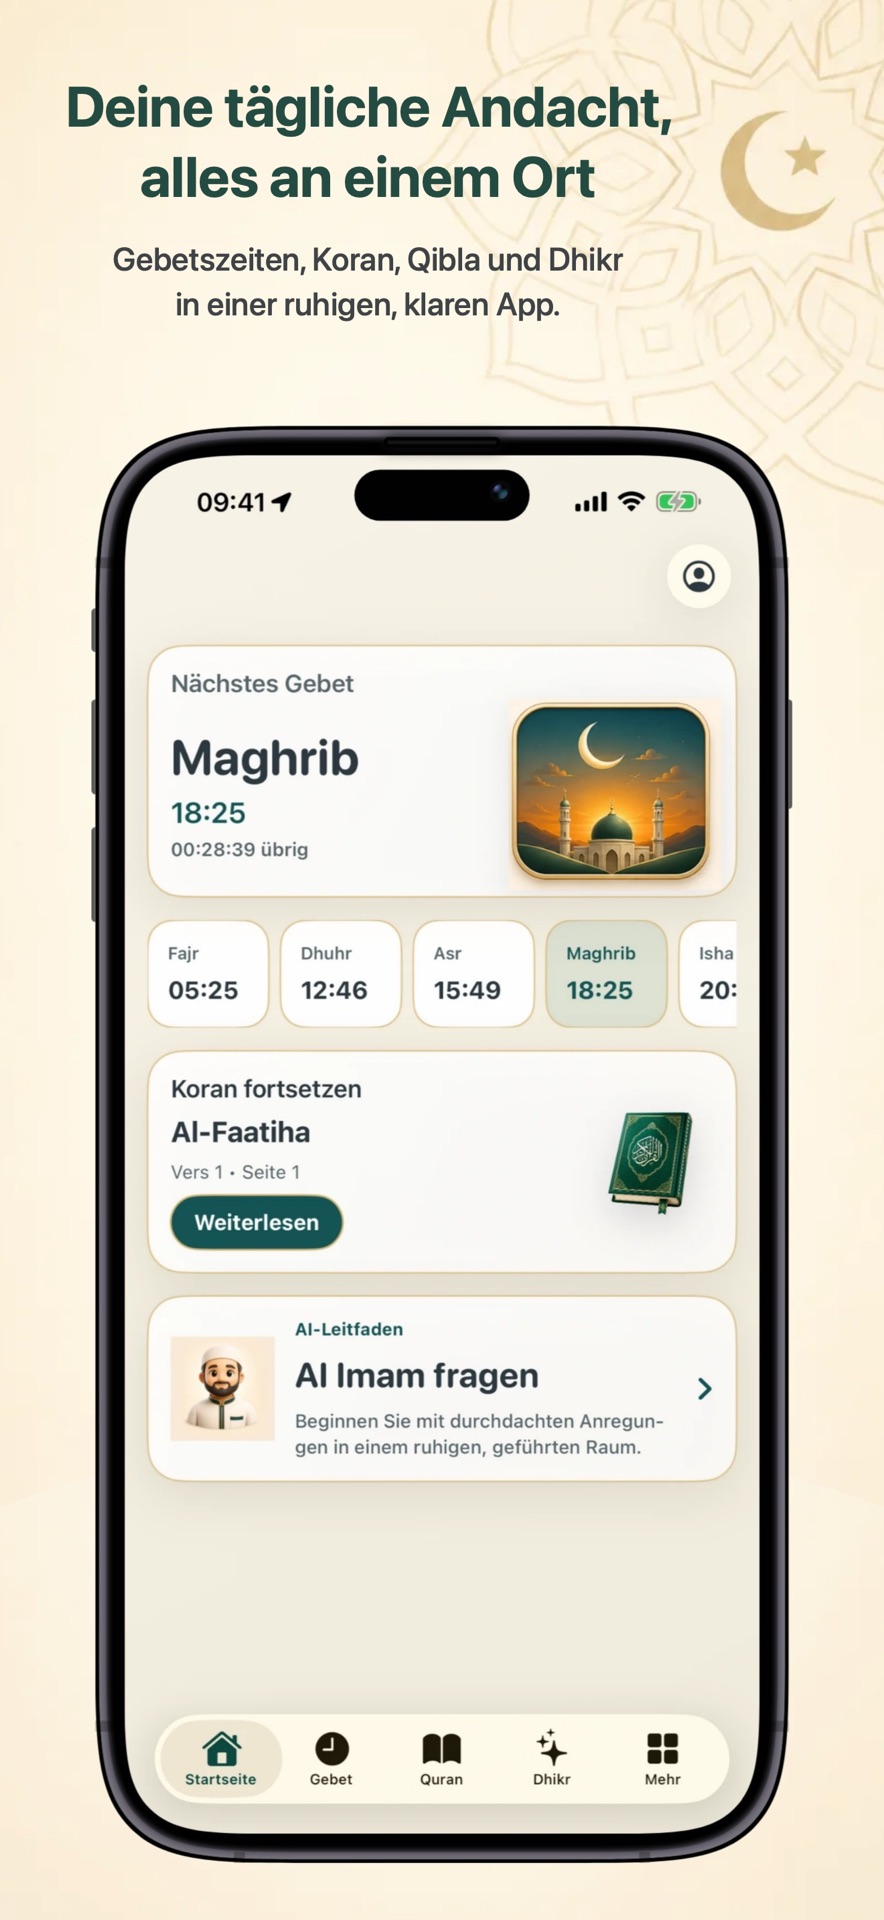 Deine tägliche Andacht,
alles an einem Ort
Gebetszeiten, Koran, Qibla und Dhikr
in einer ruhigen, klaren App.
09:41
Nächstes Gebet
Maghrib
18:25
00:28:39 übrig
Fajr
05:25
Dhuhr
12:46
Asr
15:49
Maghrib
18:25
Isha
20:
Koran fortsetzen
Al-Faatiha
Vers 1 • Seite 1
Weiterlesen
AI-Leitfaden
AI Imam fragen
Beginnen Sie mit durchdachten Anregun-
gen in einem ruhigen, geführten Raum.
Startseite
Gebet
Quran
Dhikr
Mehr